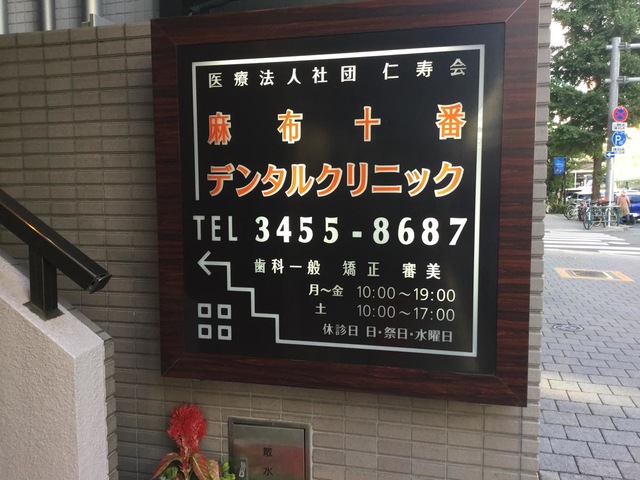 医療法人社団 仁寿会
麻布十番
デンタルクリニック
TEL 3455-8687
歯科一般 矯正 審美
月～金 10:00～19:00
土 10:00～17:00
休診日 日・祭日・水曜日
散水
P